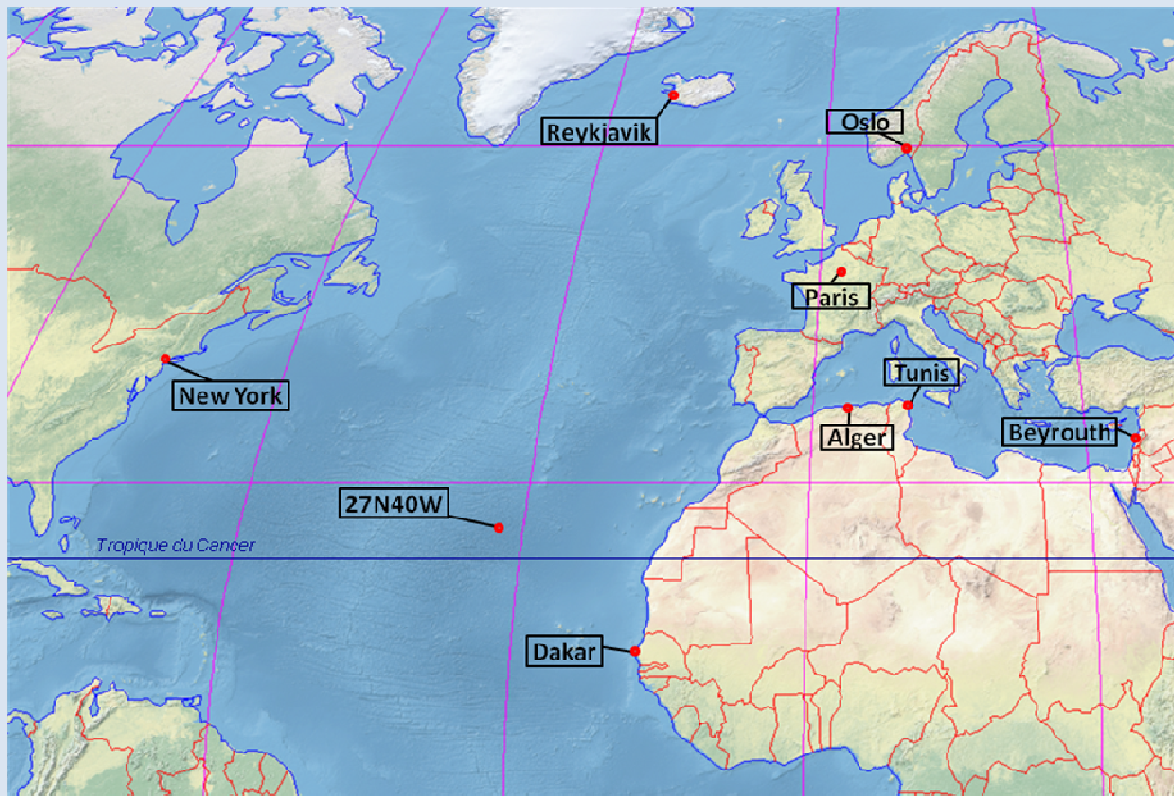 Oslo
Reykjavik
Paris
Tunis
New York
Beyrouth
Alger
27N40W
Tropique du Cancer
Dakar